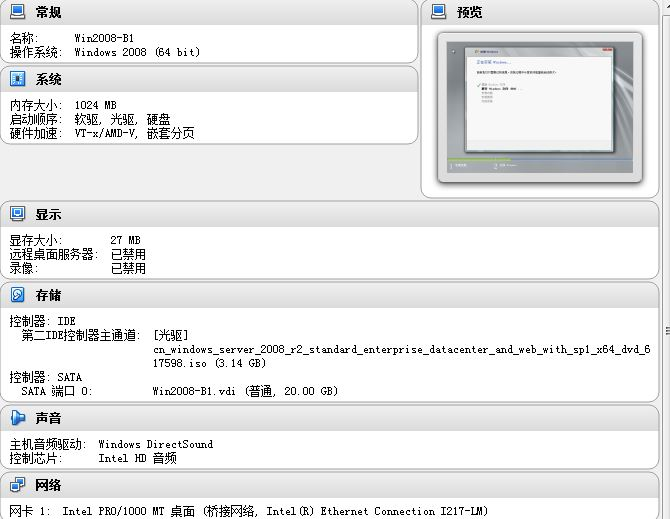 常规
名称: Win2008-B1
操作系统: Windows 2008 (64 bit)
预览
系统
内存大小: 1024 MB
启动顺序: 软驱, 光驱, 硬盘
硬件加速: VT-x/AMD-V, 嵌套分页
显示
显存大小: 27 MB
远程桌面服务器: 已禁用
录像: 已禁用
存储
控制器: IDE
第二IDE控制器主通道: [光驱]
cn_windows_server_2008_r2_standard_enterprise_datacenter_and_web_with_sp1_x64_dvd_6
17598.iso (3.14 GB)
控制器: SATA
SATA 端口 0: Win2008-B1.vdi (普通, 20.00 GB)
声音
主机音频驱动: Windows DirectSound
控制芯片: Intel HD 音频
网络
网卡 1: Intel PRO/1000 MT 桌面 (桥接网络, Intel(R) Ethernet Connection I217-LM)